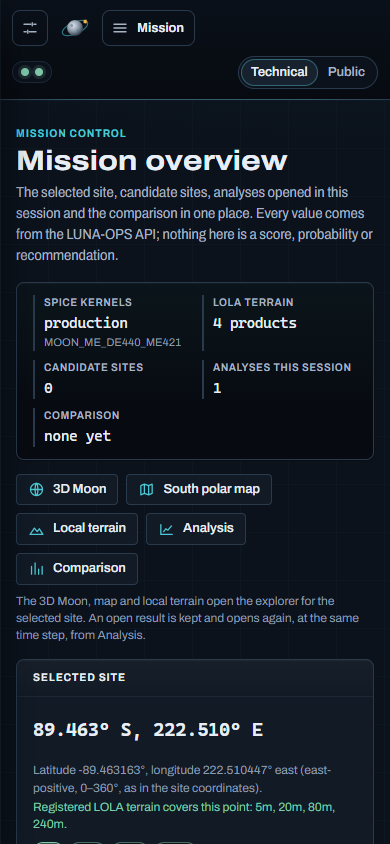 Mission
Technical
Public
MISSION CONTROL
Mission overview
The selected site, candidate sites, analyses opened in this
session and the comparison in one place. Every value comes
from the LUNA-OPS API; nothing here is a score, probability or
recommendation.
SPICE KERNELS
production
MOON_ME_DE440_ME421
LOLA TERRAIN
4 products
CANDIDATE SITES
0
ANALYSES THIS SESSION
1
COMPARISON
none yet
3D Moon
South polar map
Local terrain
Analysis
Comparison
The 3D Moon, map and local terrain open the explorer for the
selected site. An open result is kept and opens again, at the same
time step, from Analysis.
SELECTED SITE
89.463° S, 222.510° E
Latitude -89.463163°, longitude 222.510447° east (east-
positive, 0–360°, as in the site coordinates).
Registered LOLA terrain covers this point: 5m, 20m, 80m,
240m.